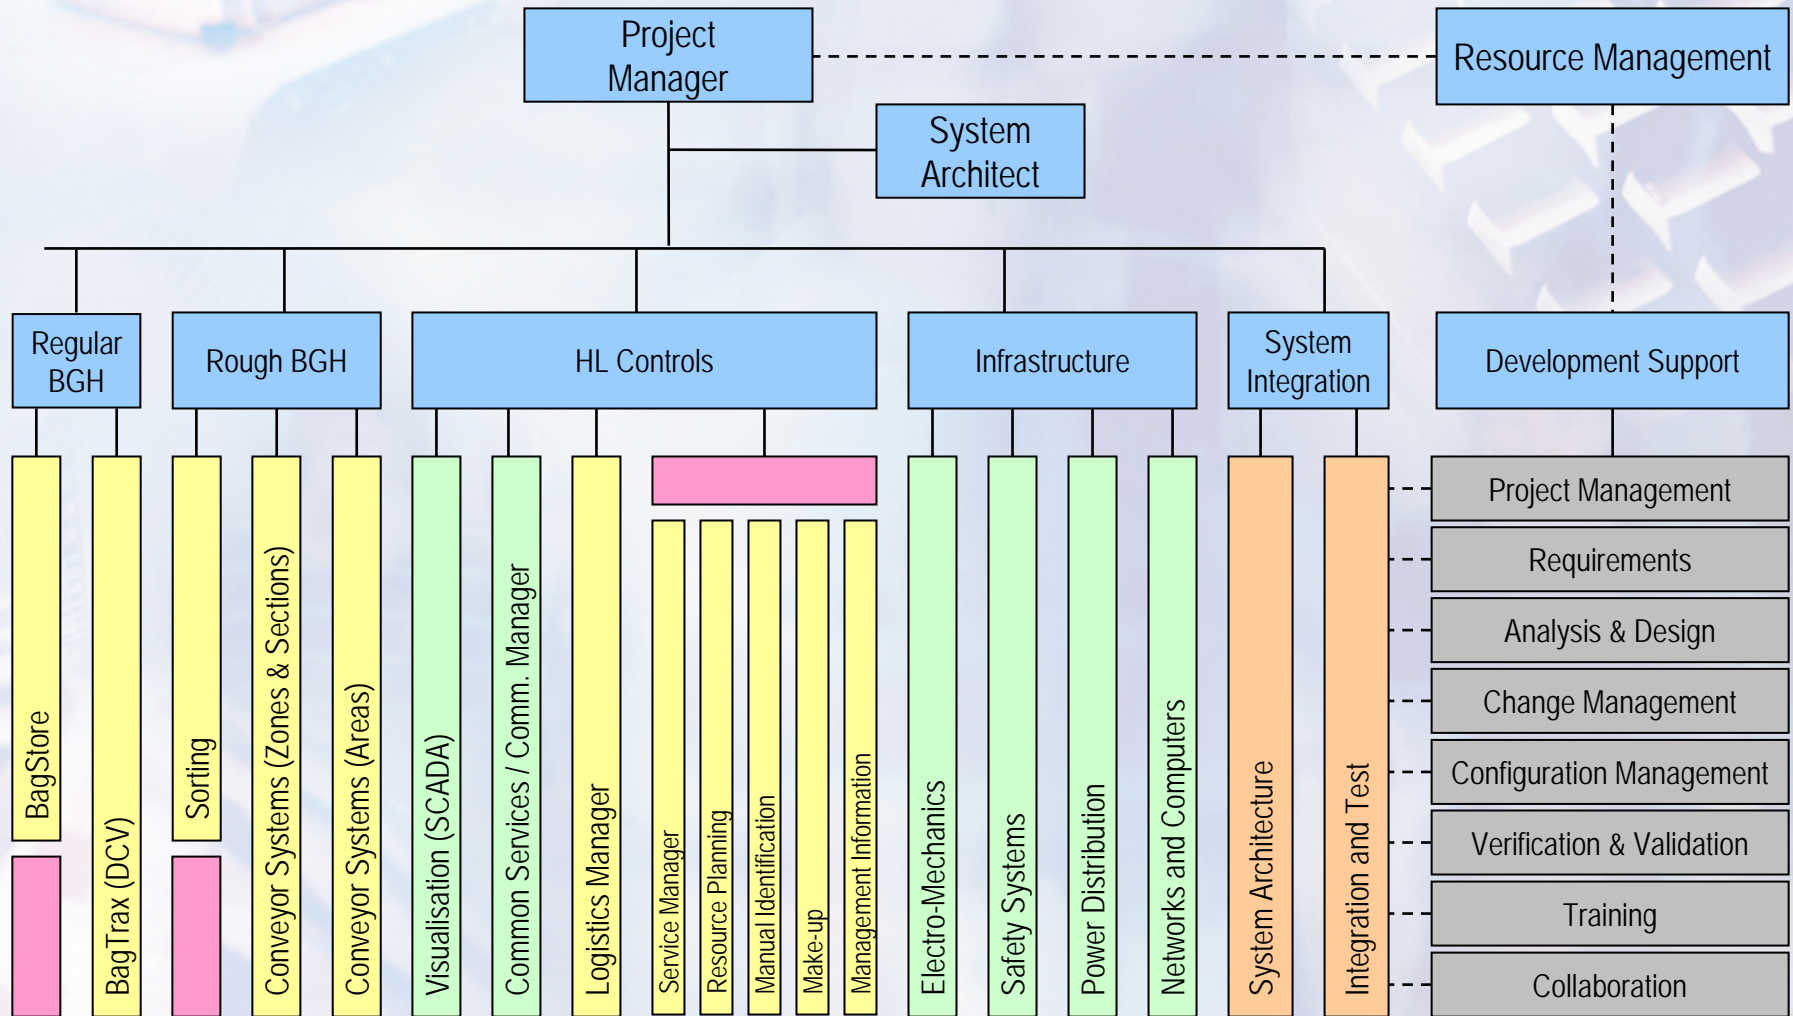 Project
Manager
Resource Management
System
Architect
Regular
BGH
Rough BGH
HL Controls
Infrastructure
System
Integration
Development Support
BagStore
BagTrax (DCV)
Sorting
Conveyor Systems (Zones & Sections)
Conveyor Systems (Areas)
Visualisation (SCADA)
Common Services / Comm. Manager
Logistics Manager
Service Manager
Resource Planning
Manual Identification
Make-up
Management Information
Electro-Mechanics
Safety Systems
Power Distribution
Networks and Computers
System Architecture
Integration and Test
Project Management
Requirements
Analysis & Design
Change Management
Configuration Management
Verification & Validation
Training
Collaboration